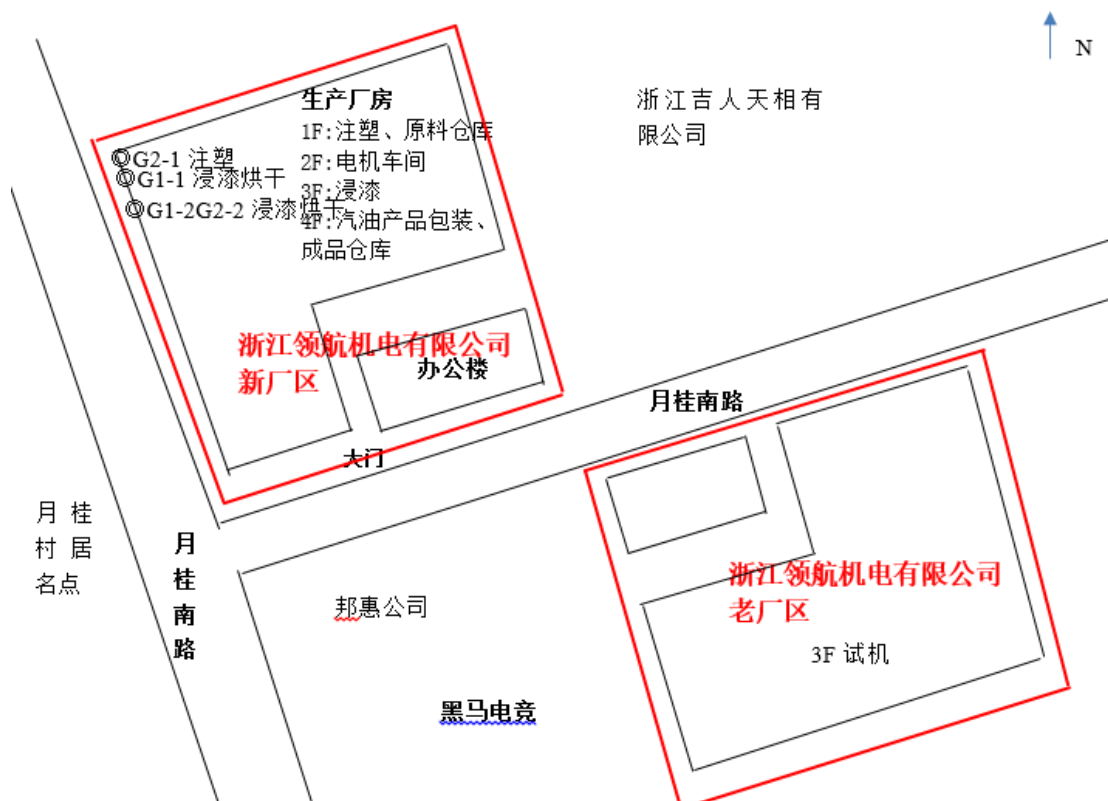 N
生产厂房
1F:注塑、原料仓库
2F:电机车间
3F:浸漆
4F:汽油产品包装、
成品仓库
G2-1 注塑
G1-1 浸漆烘干
G1-2G2-2 浸漆烘干
浙江吉人天相有
限公司
浙江领航机电有限公司
新厂区
办公楼
大门
月桂南路
月桂
村居
名点
月
桂
南
路
邦惠公司
黑马电竞
浙江领航机电有限公司
老厂区
3F 试机